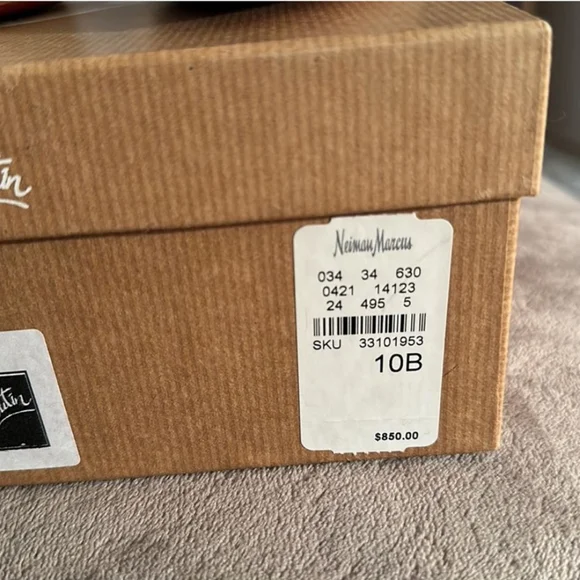 Neiman Marcus
034 34 630
0421 14123
24 495 5
SKU 33101953
10B
$850.00